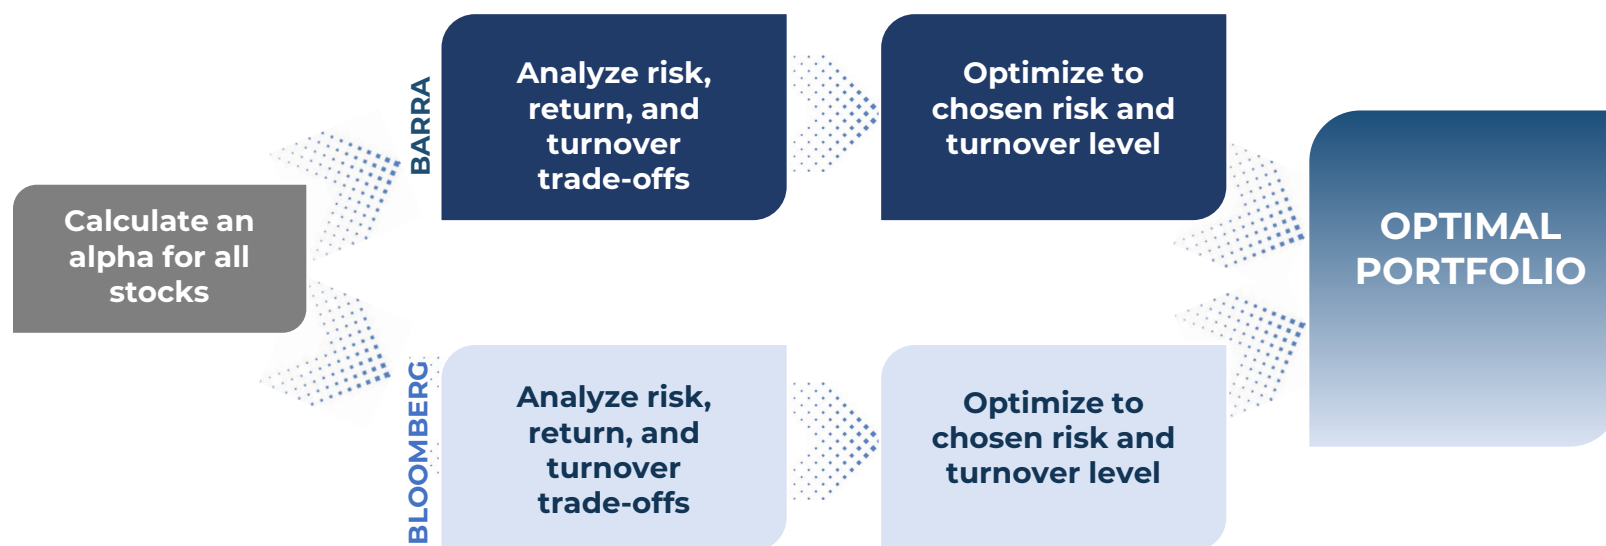 Calculate an
alpha for all
stocks
BARRA
Analyze risk,
return, and
turnover
trade-offs
Optimize to
chosen risk and
turnover level
BLOOMBERG
Analyze risk,
return, and
turnover
trade-offs
Optimize to
chosen risk and
turnover level
OPTIMAL
PORTFOLIO